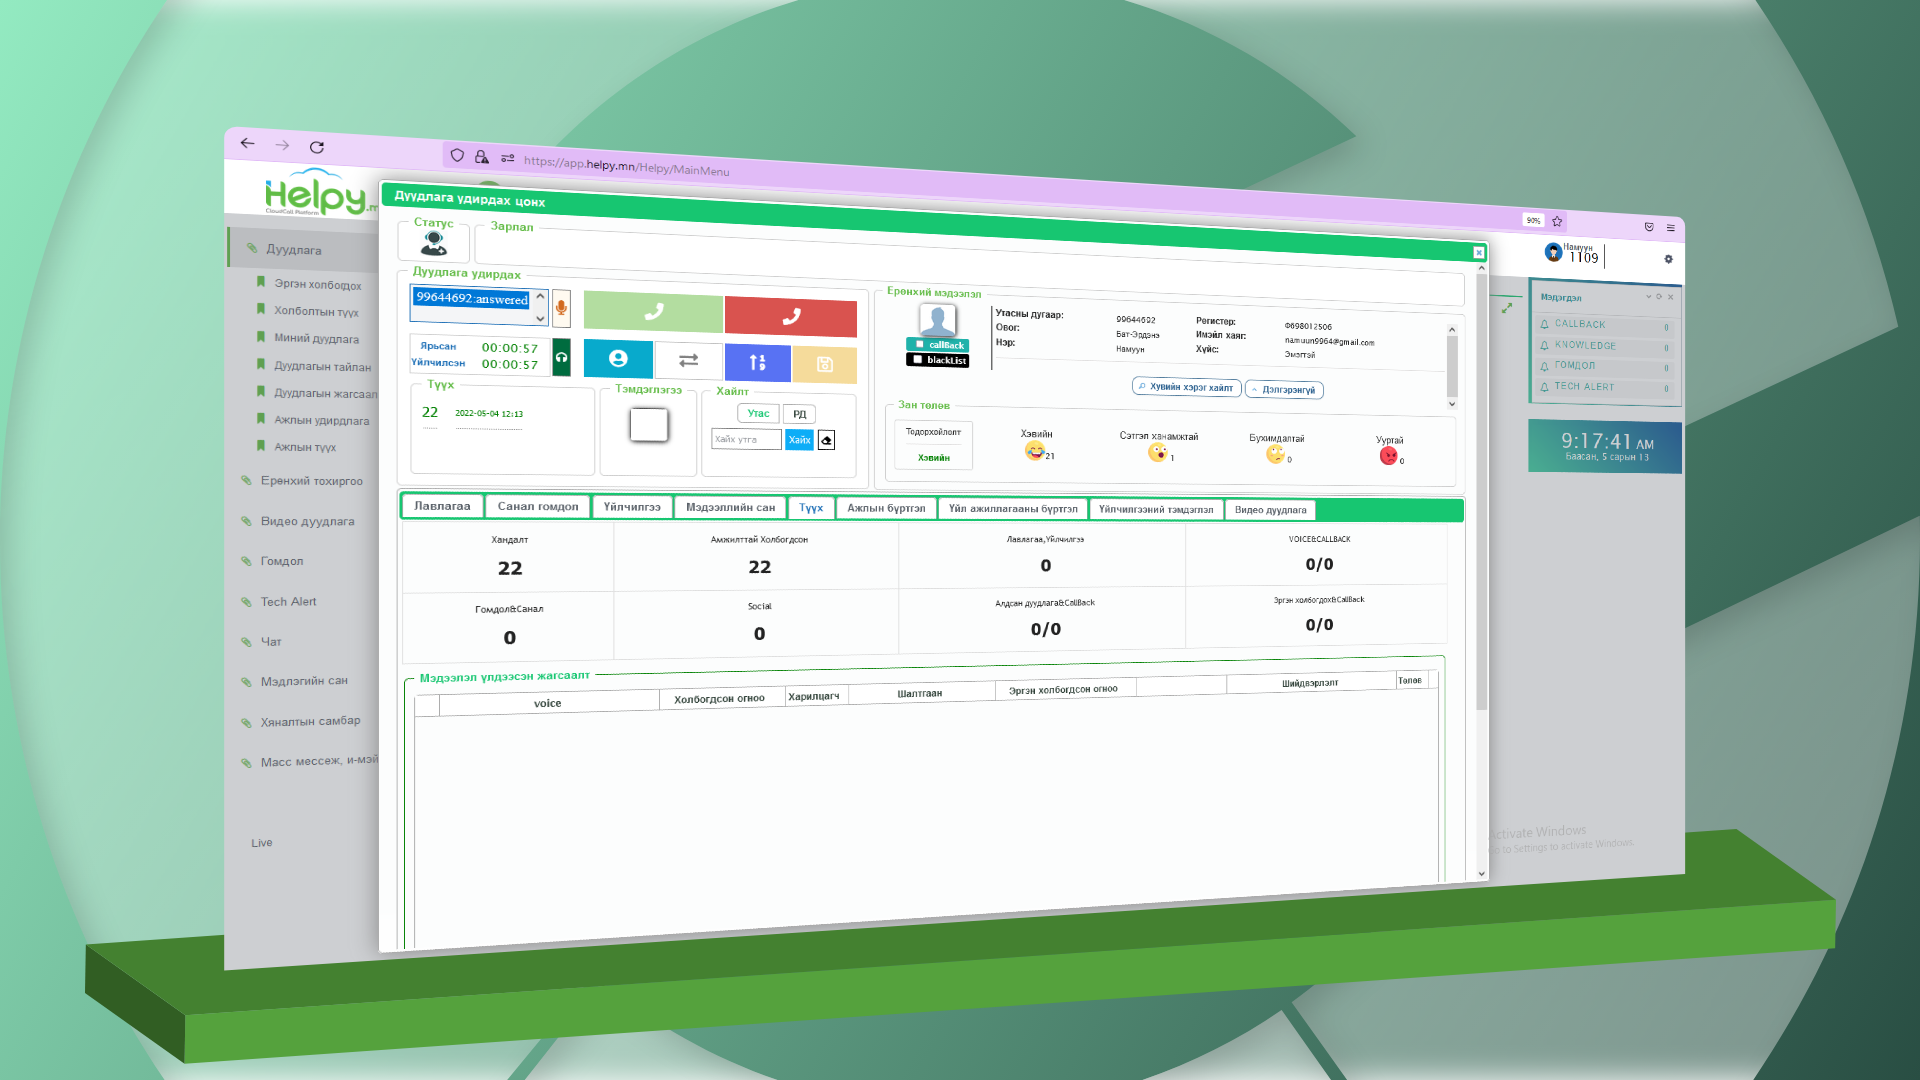 https://app.helpy.mn/Helpy/MainMenu
90%
Helpy.m
CloudCall Platform
Намуун
1109
Дуудлага
Эргэн холбогдох
Холболтын түүх
Миний дуудлага
Дуудлагын тайлан
Дуудлагын жагсаал
Ажлын удирдлага
Ажлын түүх
Ерөнхий тохиргоо
Видео дуудлага
Гомдол
Tech Alert
Чат
Мэдлэгийн сан
Хяналтын самбар
Масс мессеж, и-мэй
Live
Дуудлага удирдах цонх
Статус
Зарлал
Дуудлага удирдах
99644692:answered
Ярьсан 00:00:57
Үйлчилсэн 00:00:57
Түүх
22 2022-05-04 12:13
Тэмдэглэгээ
Хайлт
Утас РД
Хайх утга Хайх
Ерөнхий мэдээлэл
callBack
blackList
Утасны дугаар: 99644692 Регистер: Ф698012506
Овог: Бат-Эрдэнэ Имэйл хаяг: namuun9964@gmail.com
Нэр: Намуун Хүйс: Эмэгтэй
Хувийн хэрэг хайлт Дэлгэрэнгүй
Зан төлөв
Тодорхойлолт
Хэвийн
Хэвийн 21
Сэтгэл ханамжтай 1
Бухимдалтай 0
Ууртай 0
Лавлагаа Санал гомдол Үйлчилгээ Мэдээллийн сан Түүх Ажлын бүртгэл Үйл ажиллагааны бүртгэл Үйлчилгээний тэмдэглэл Видео дуудлага
Хандалт Амжилттай Холбогдсон Лавлагаа,Үйлчилгээ VOICE&CALLBACK
22 22 0 0/0
Гомдол&Санал Social Алдсан дуудлага&CallBack Эргэн холбогдох&CallBack
0 0 0/0 0/0
Мэдээлэл үлдээсэн жагсаалт
voice Холбогдсон огноо Харилцагч Шалтгаан Эргэн холбогдсон огноо Шийдвэрлэлт Төлөв
Мэдэгдэл
CALLBACK 0
KNOWLEDGE 0
ГОМДОЛ 0
TECH ALERT 0
9:17:41 AM
Баасан, 5 сарын 13
Activate Windows
Go to Settings to activate Windows.